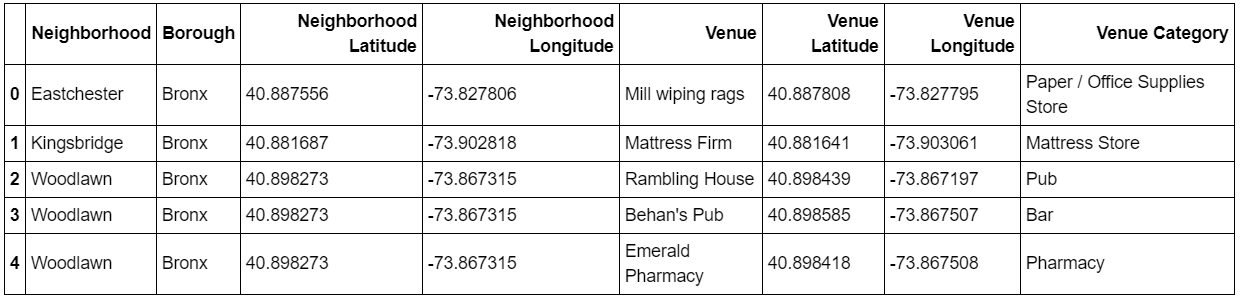 Neighborhood Borough Neighborhood Latitude Neighborhood Longitude Venue Venue Latitude Venue Longitude Venue Category
0 Eastchester Bronx 40.887556 -73.827806 Mill wiping rags 40.887808 -73.827795 Paper / Office Supplies Store
1 Kingsbridge Bronx 40.881687 -73.902818 Mattress Firm 40.881641 -73.903061 Mattress Store
2 Woodlawn Bronx 40.898273 -73.867315 Rambling House 40.898439 -73.867197 Pub
3 Woodlawn Bronx 40.898273 -73.867315 Behan's Pub 40.898585 -73.867507 Bar
4 Woodlawn Bronx 40.898273 -73.867315 Emerald Pharmacy 40.898418 -73.867508 Pharmacy